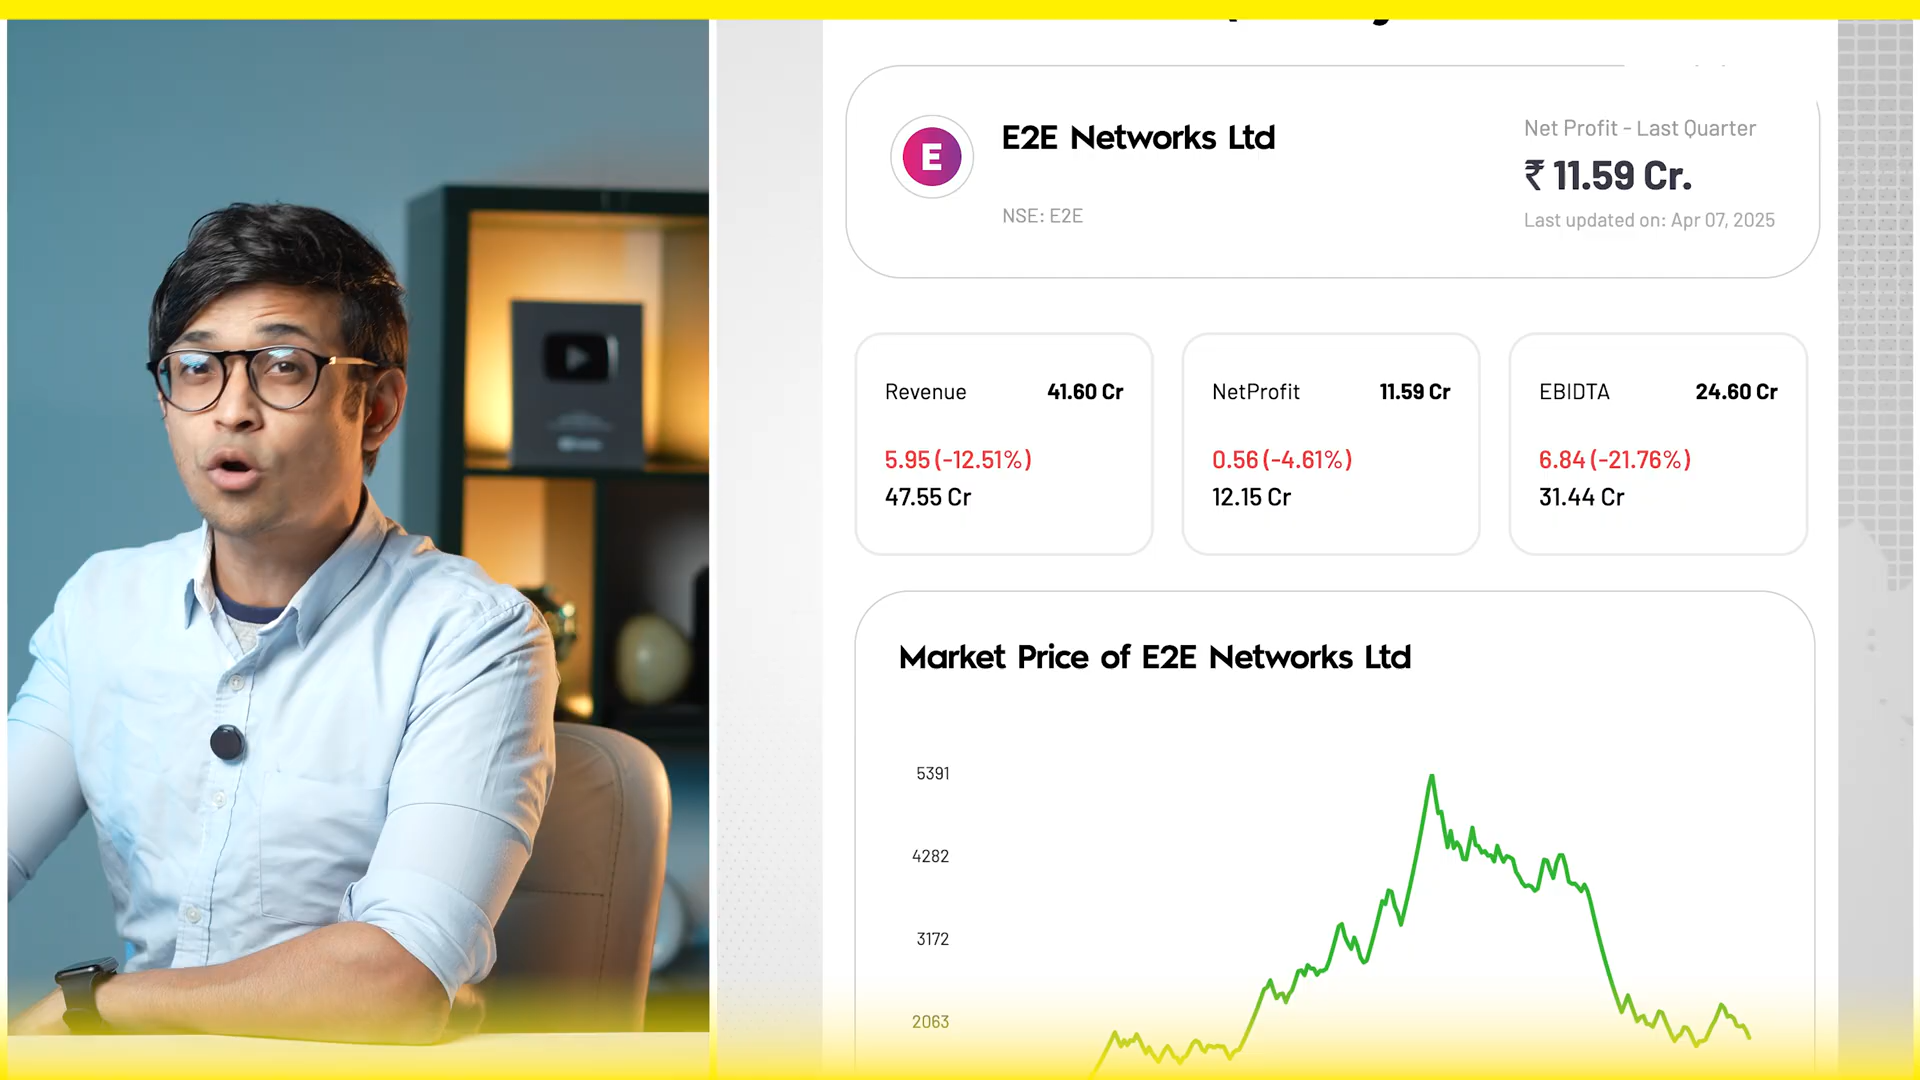 E
E2E Networks Ltd
NSE: E2E
Net Profit - Last Quarter
₹ 11.59 Cr.
Last updated on: Apr 07, 2025
Revenue 41.60 Cr
5.95 (-12.51%)
47.55 Cr
NetProfit 11.59 Cr
0.56 (-4.61%)
12.15 Cr
EBIDTA 24.60 Cr
6.84 (-21.76%)
31.44 Cr
Market Price of E2E Networks Ltd
5391
4282
3172
2063